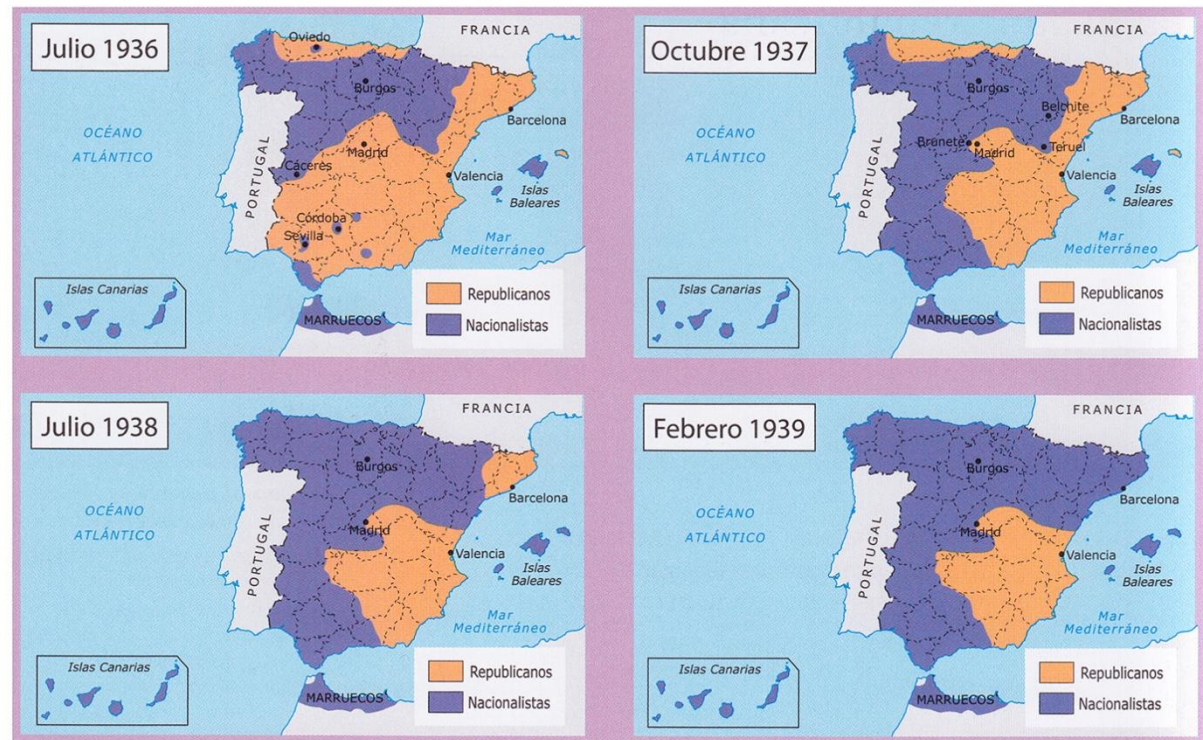 Julio 1936
FRANCIA
Oviedo
Burgos
Barcelona
OCÉANO
ATLÁNTICO
PORTUGAL
Madrid
Cáceres
Valencia
Islas
Baleares
Córdoba
Sevilla
Mar
Mediterráneo
Islas Canarias
MARRUECOS
Republicanos
Nacionalistas
Octubre 1937
FRANCIA
Burgos
Belchite
Barcelona
OCÉANO
ATLÁNTICO
PORTUGAL
Brunete
Madrid
Teruel
Valencia
Islas
Baleares
Mar
Mediterráneo
Islas Canarias
MARRUECOS
Republicanos
Nacionalistas
Julio 1938
FRANCIA
Burgos
Barcelona
OCÉANO
ATLÁNTICO
PORTUGAL
Madrid
Valencia
Islas
Baleares
Mar
Mediterráneo
Islas Canarias
MARRUECOS
Republicanos
Nacionalistas
Febrero 1939
FRANCIA
Burgos
Barcelona
OCÉANO
ATLÁNTICO
PORTUGAL
Madrid
Valencia
Islas
Baleares
Mar
Mediterráneo
Islas Canarias
MARRUECOS
Republicanos
Nacionalistas